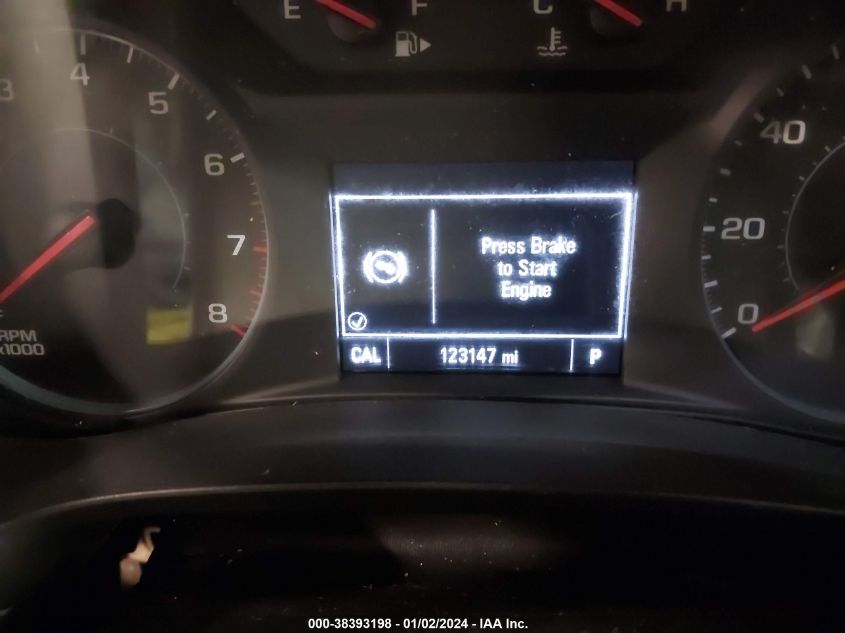 E F C H
3 4 5 6 7 8
RPM
x1000
40
20
0
Press Brake
to Start
Engine
CAL 123147 mi P
000-38393198 - 01/02/2024 - IAA Inc.